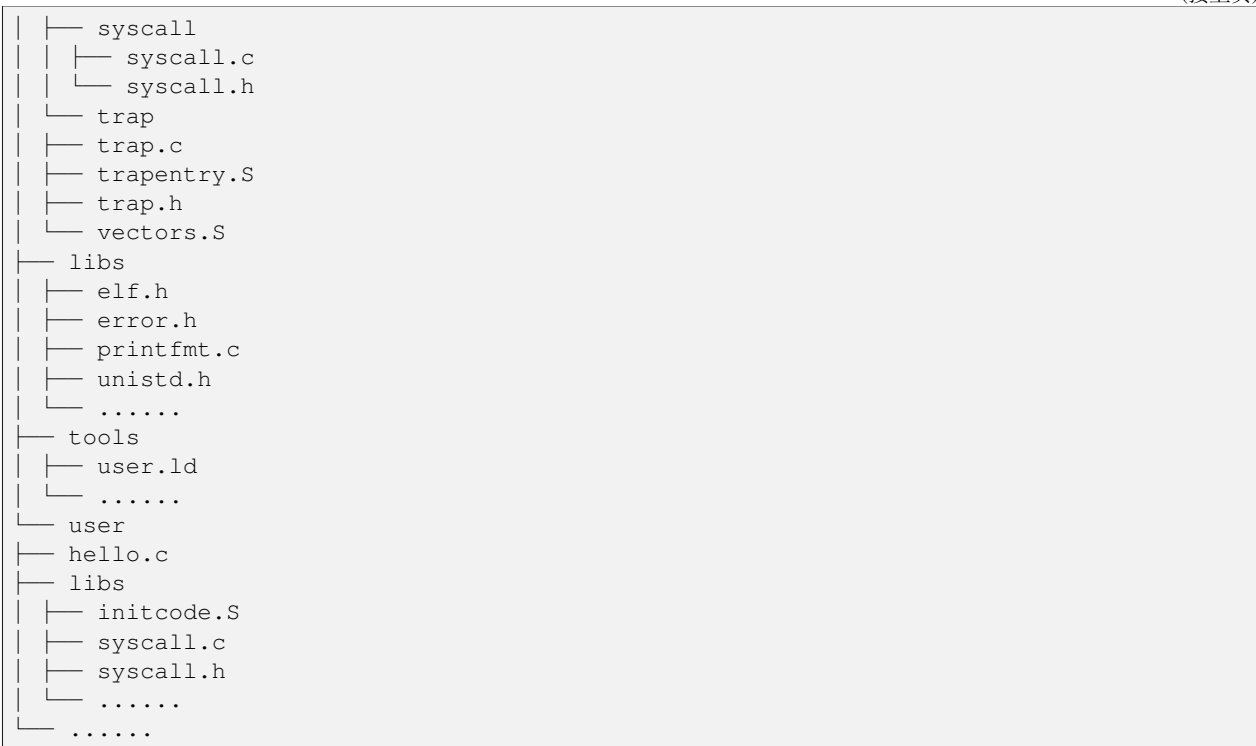 │ ├── syscall
│ │ ├── syscall.c
│ │ └── syscall.h
│ └── trap
│ ├── trap.c
│ ├── trapentry.S
│ ├── trap.h
│ └── vectors.S
├── libs
│ ├── elf.h
│ ├── error.h
│ ├── printfmt.c
│ ├── unistd.h
│ └── ......
├── tools
│ ├── user.ld
│ └── ......
└── user
├── hello.c
├── libs
│ ├── initcode.S
│ ├── syscall.c
│ ├── syscall.h
│ └── ......
└── ......